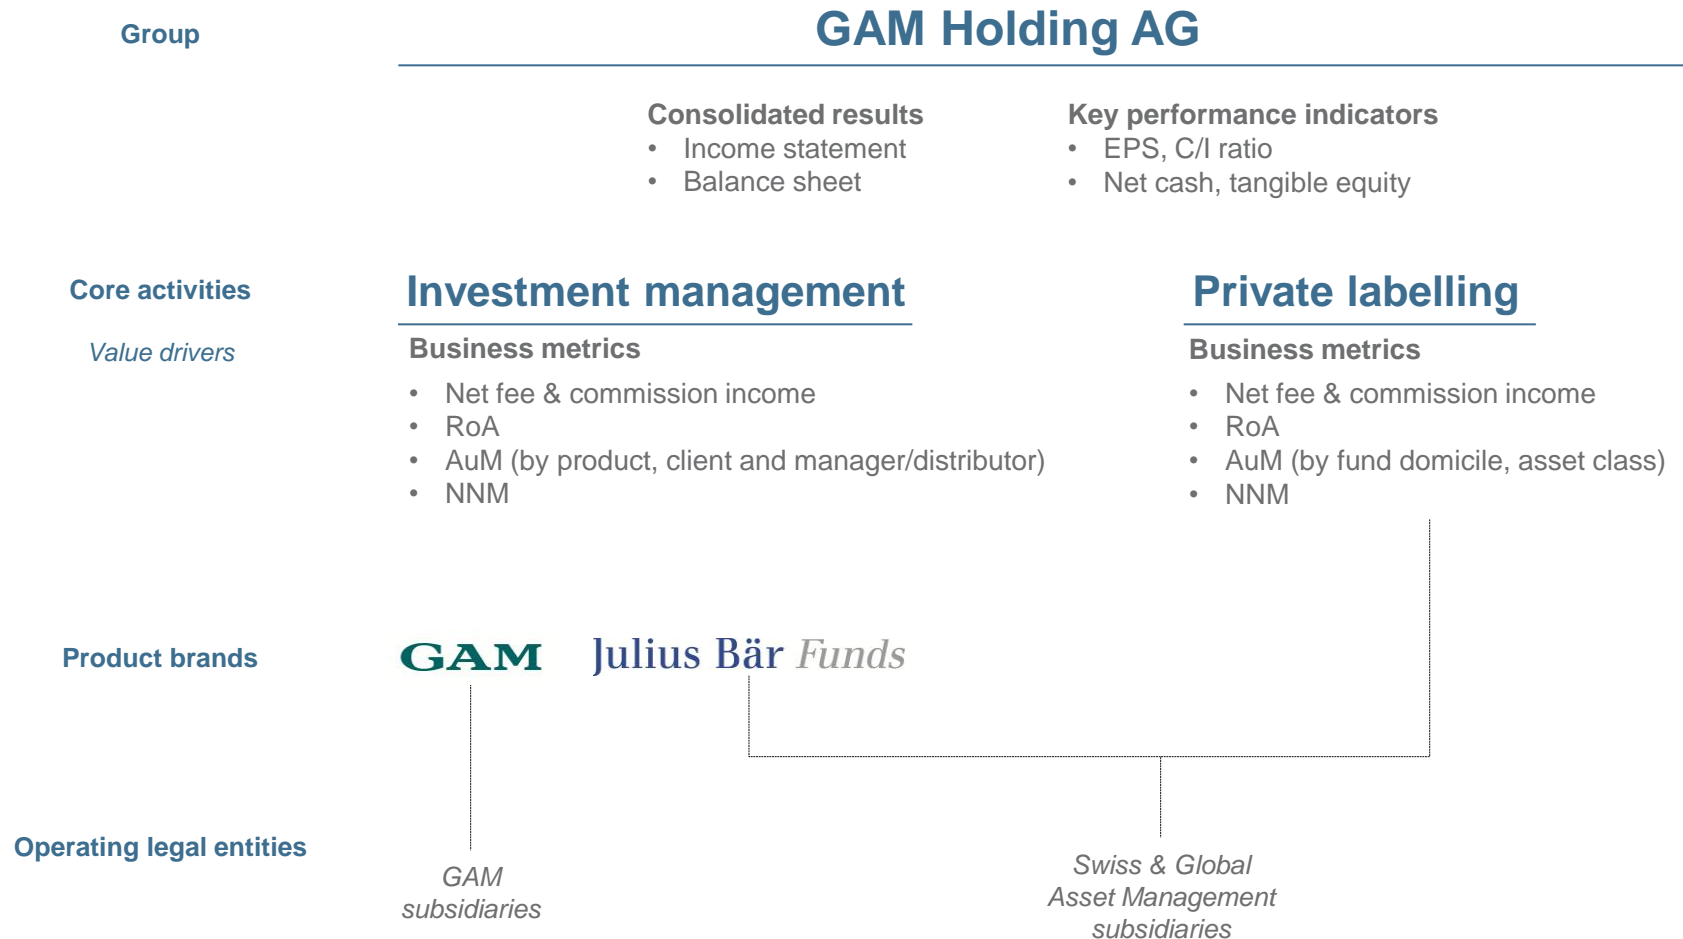 Group
GAM Holding AG
Consolidated results
• Income statement
• Balance sheet
Key performance indicators
• EPS, C/I ratio
• Net cash, tangible equity
Core activities
Value drivers
Investment management
Business metrics
• Net fee & commission income
• RoA
• AuM (by product, client and manager/distributor)
• NNM
Private labelling
Business metrics
• Net fee & commission income
• RoA
• AuM (by fund domicile, asset class)
• NNM
Product brands
GAM
Julius Bär Funds
Operating legal entities
GAM
subsidiaries
Swiss & Global
Asset Management
subsidiaries